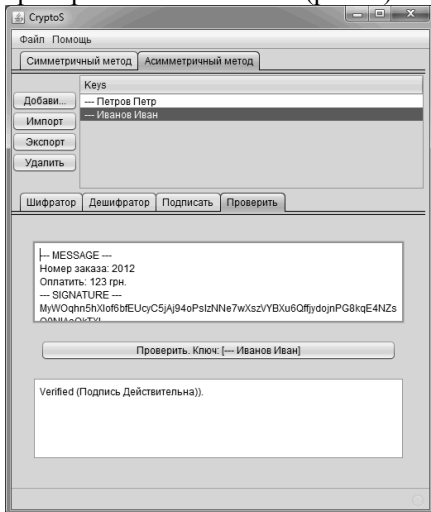 CryptoS
Файл Помощь
Симметричный метод Асимметричный метод
Keys
Добави... --- Петров Петр
Импорт --- Иванов Иван
Экспорт
Удалить
Шифратор Дешифратор Подписать Проверить
--- MESSAGE ---
Номер заказа: 2012
Оплатить: 123 грн.
--- SIGNATURE ---
Проверить. Ключ: [--- Иванов Иван]
Verified (Подпись Действительна)).